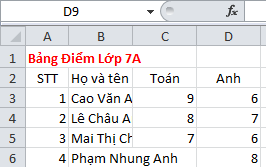 D9 fx
A B C D
1 Bảng Điểm Lớp 7A
2 STT Họ và tên Toán Anh
3 1 Cao Văn A 9 6
4 2 Lê Châu A 8 7
5 3 Mai Thị Ch 7 6
6 4 Phạm Nhung Anh 8